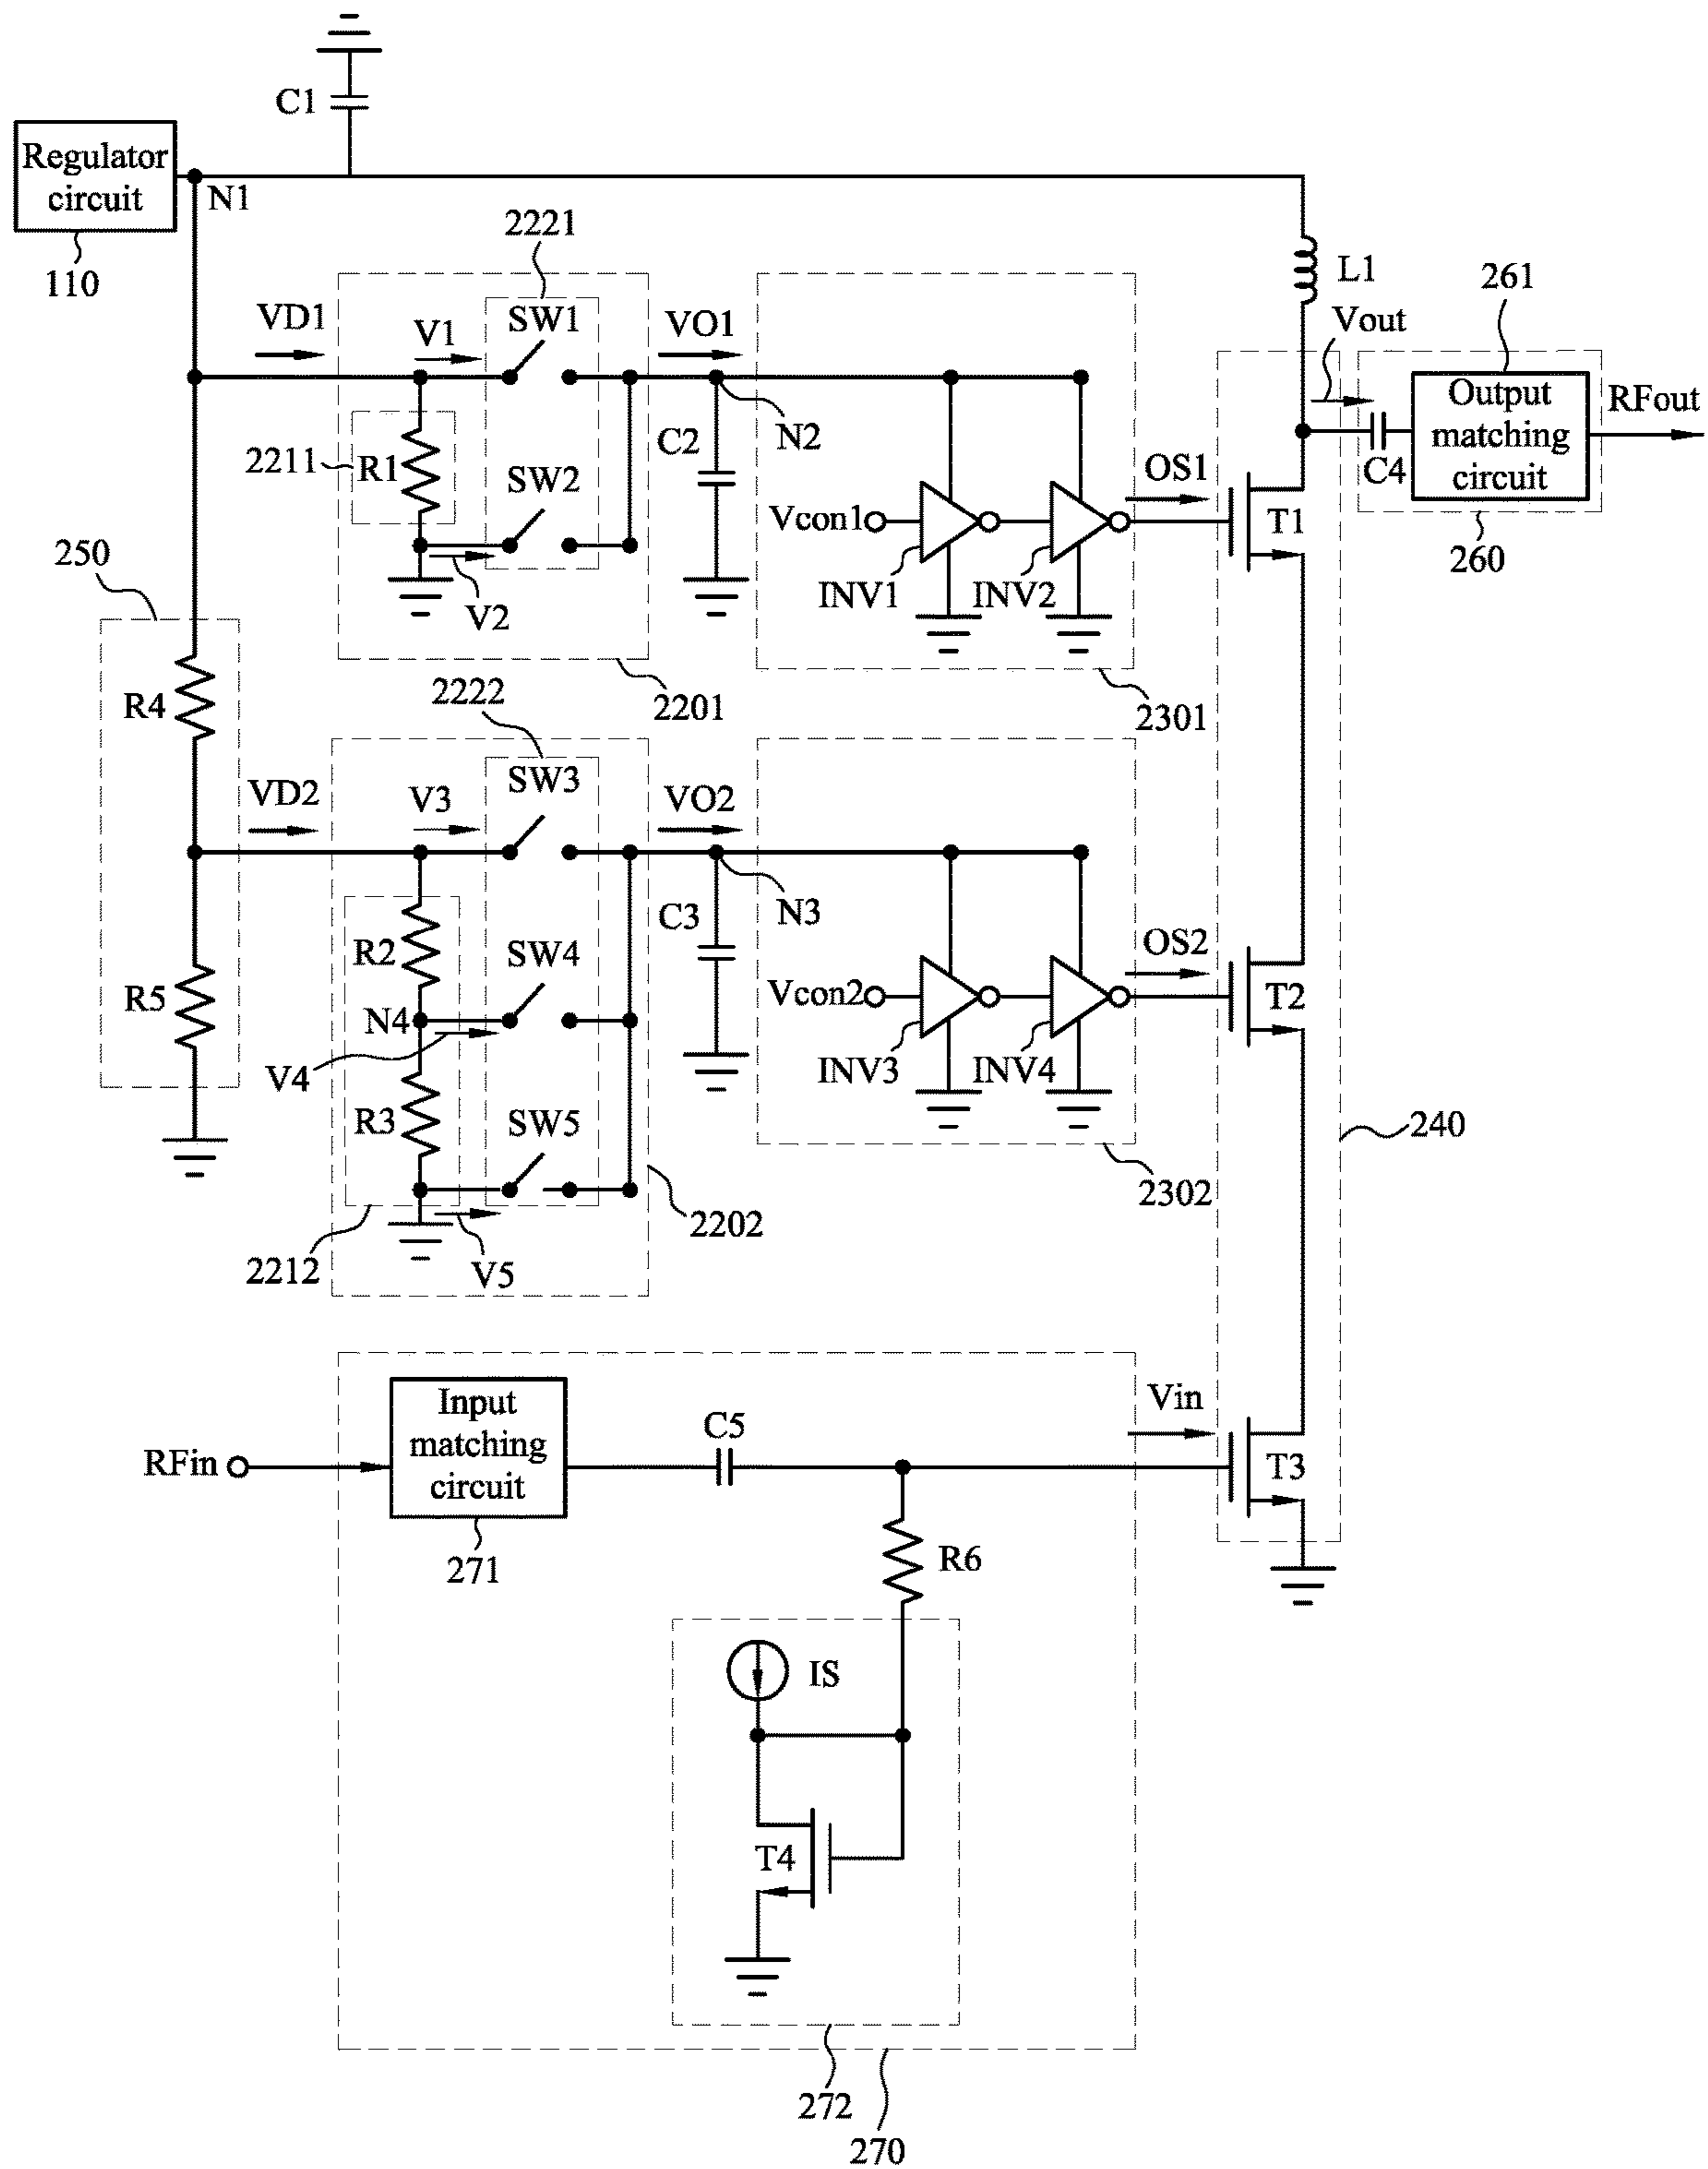 C1
Regulator
circuit
N1
110
2221
L1
261
VD1
V1
SW1
VO1
Vout
Output
matching
circuit
RFout
2211
R1
SW2
C2
N2
OS1
C4
Vcon1
T1
250
INV1
INV2
260
V2
R4
2222
2201
2301
VD2
V3
SW3
VO2
R2
SW4
C3
N3
OS2
R5
N4
Vcon2
T2
V4
INV3
INV4
R3
SW5
240
2202
2302
2212
V5
Input
matching
circuit
C5
Vin
RFin
T3
271
R6
IS
T4
272
270